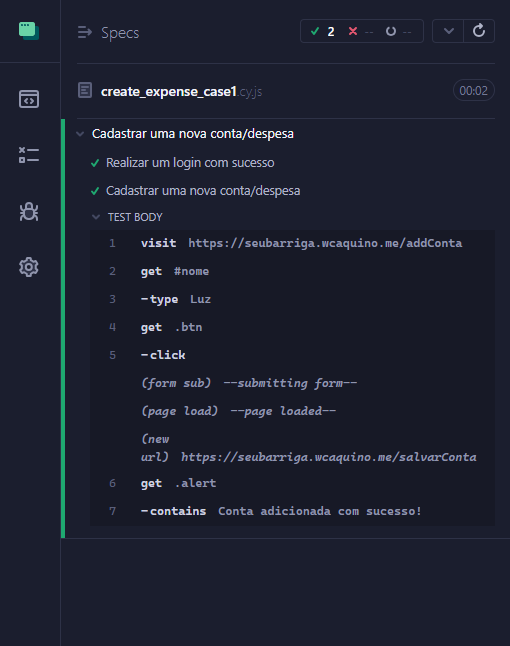 Specs
2 -- --
create_expense_case1.cy.js 00:02
Cadastrar uma nova conta/despesa
Realizar um login com sucesso
Cadastrar uma nova conta/despesa
TEST BODY
1 visit https://seubarriga.wcaquino.me/addConta
2 get #nome
3 -type Luz
4 get .btn
5 -click
(form sub) --submitting form--
(page load) --page loaded--
(new
url) https://seubarriga.wcaquino.me/salvarConta
6 get .alert
7 -contains Conta adicionada com sucesso!